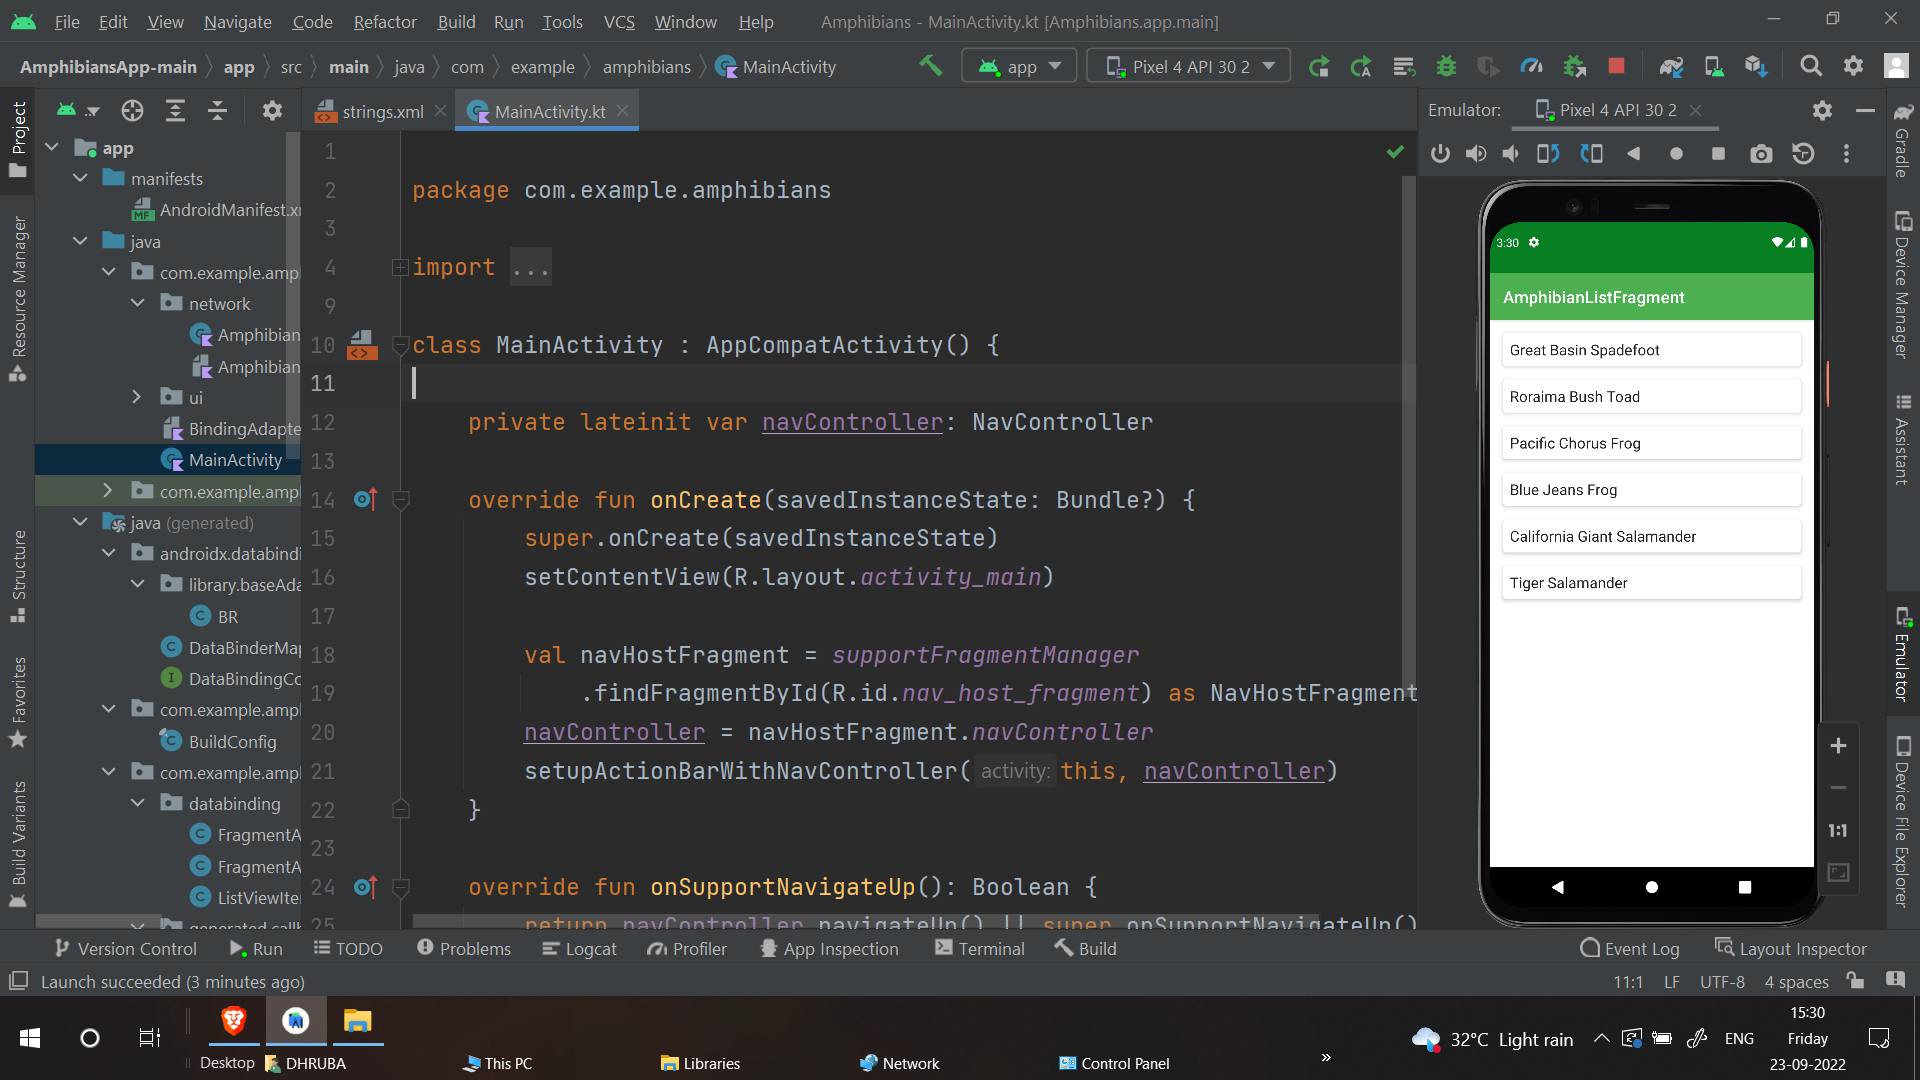 File Edit View Navigate Code Refactor Build Run Tools VCS Window Help Amphibians - MainActivity.kt [Amphibians.app.main]
AmphibiansApp-main app src main java com example amphibians MainActivity app Pixel 4 API 30 2
Project
Resource Manager
Structure
Favorites
Build Variants
app
manifests
AndroidManifest.x
java
com.example.amp
network
Amphibian
Amphibian
ui
BindingAdapte
MainActivity
com.example.amp
java (generated)
androidx.databindi
library.baseAda
BR
DataBinderMa
DataBindingCo
com.example.amp
BuildConfig
com.example.amp
databinding
FragmentA
FragmentA
ListViewIte
generated.call
strings.xml MainActivity.kt
1
2 package com.example.amphibians
3
4 import ...
9
10 class MainActivity : AppCompatActivity() {
11
12 private lateinit var navController: NavController
13
14 override fun onCreate(savedInstanceState: Bundle?) {
15 super.onCreate(savedInstanceState)
16 setContentView(R.layout.activity_main)
17
18 val navHostFragment = supportFragmentManager
19 .findFragmentById(R.id.nav_host_fragment) as NavHostFragment
20 navController = navHostFragment.navController
21 setupActionBarWithNavController( activity: this, navController)
22 }
23
24 override fun onSupportNavigateUp(): Boolean {
25 return navController.navigateUp() || super.onSupportNavigateUp()
Emulator: Pixel 4 API 30 2
3:30
AmphibianListFragment
Great Basin Spadefoot
Roraima Bush Toad
Pacific Chorus Frog
Blue Jeans Frog
California Giant Salamander
Tiger Salamander
1:1
Gradle
Device Manager
Assistant
Emulator
Device File Explorer
Version Control Run TODO Problems Logcat Profiler App Inspection Terminal Build Event Log Layout Inspector
Launch succeeded (3 minutes ago) 11:1 LF UTF-8 4 spaces
32°C Light rain ENG
15:30
Friday
23-09-2022
Desktop DHRUBA This PC Libraries Network Control Panel »